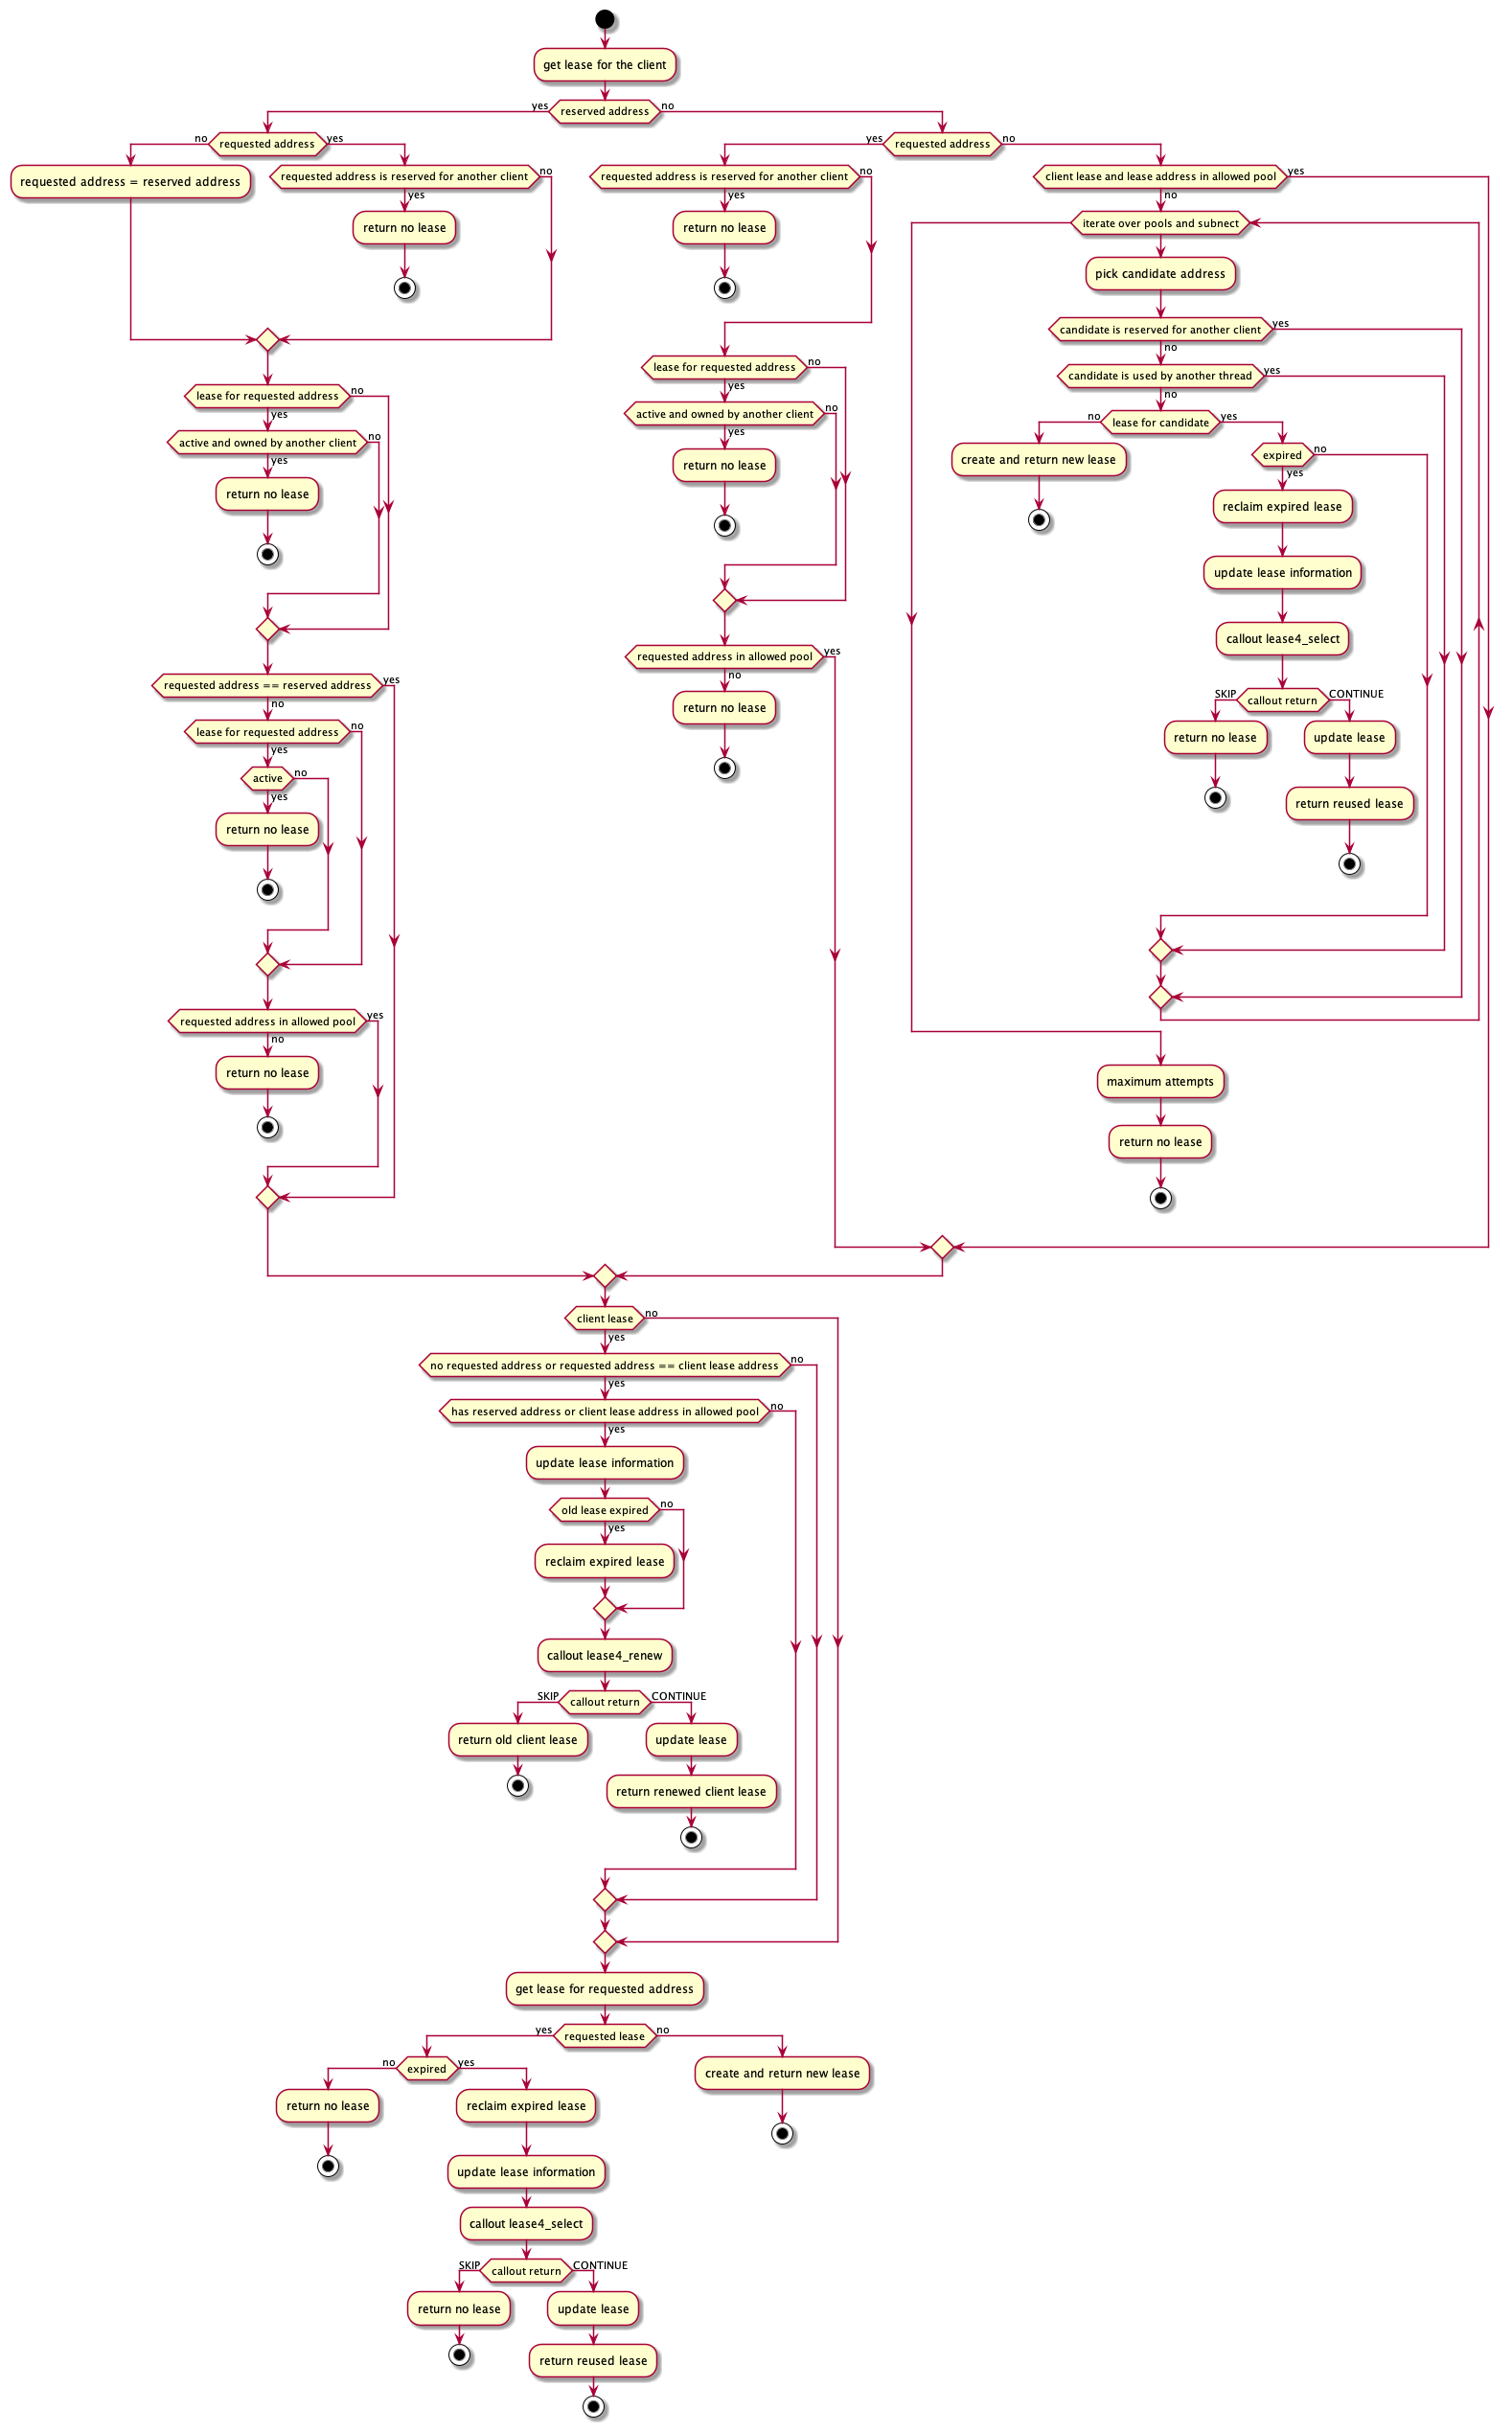 get lease for the client
yes
reserved address
no
no
requested address
yes
yes
requested address
no
requested address = reserved address
requested address is reserved for another client
no
yes
return no lease
requested address is reserved for another client
no
yes
return no lease
client lease and lease address in allowed pool
yes
no
iterate over pools and subnect
pick candidate address
candidate is reserved for another client
yes
no
candidate is used by another thread
yes
no
no
lease for candidate
yes
create and return new lease
expired
no
yes
reclaim expired lease
update lease information
callout lease4_select
SKIP
callout return
CONTINUE
return no lease
update lease
return reused lease
maximum attempts
return no lease
lease for requested address
no
yes
active and owned by another client
no
yes
return no lease
requested address in allowed pool
yes
no
return no lease
lease for requested address
no
yes
active and owned by another client
no
yes
return no lease
requested address == reserved address
yes
no
lease for requested address
no
yes
active
no
yes
return no lease
requested address in allowed pool
yes
no
return no lease
client lease
no
yes
no requested address or requested address == client lease address
no
yes
has reserved address or client lease address in allowed pool
no
yes
update lease information
old lease expired
no
yes
reclaim expired lease
callout lease4_renew
SKIP
callout return
CONTINUE
return old client lease
update lease
return renewed client lease
get lease for requested address
yes
requested lease
no
no
expired
yes
create and return new lease
return no lease
reclaim expired lease
update lease information
callout lease4_select
SKIP
callout return
CONTINUE
return no lease
update lease
return reused lease